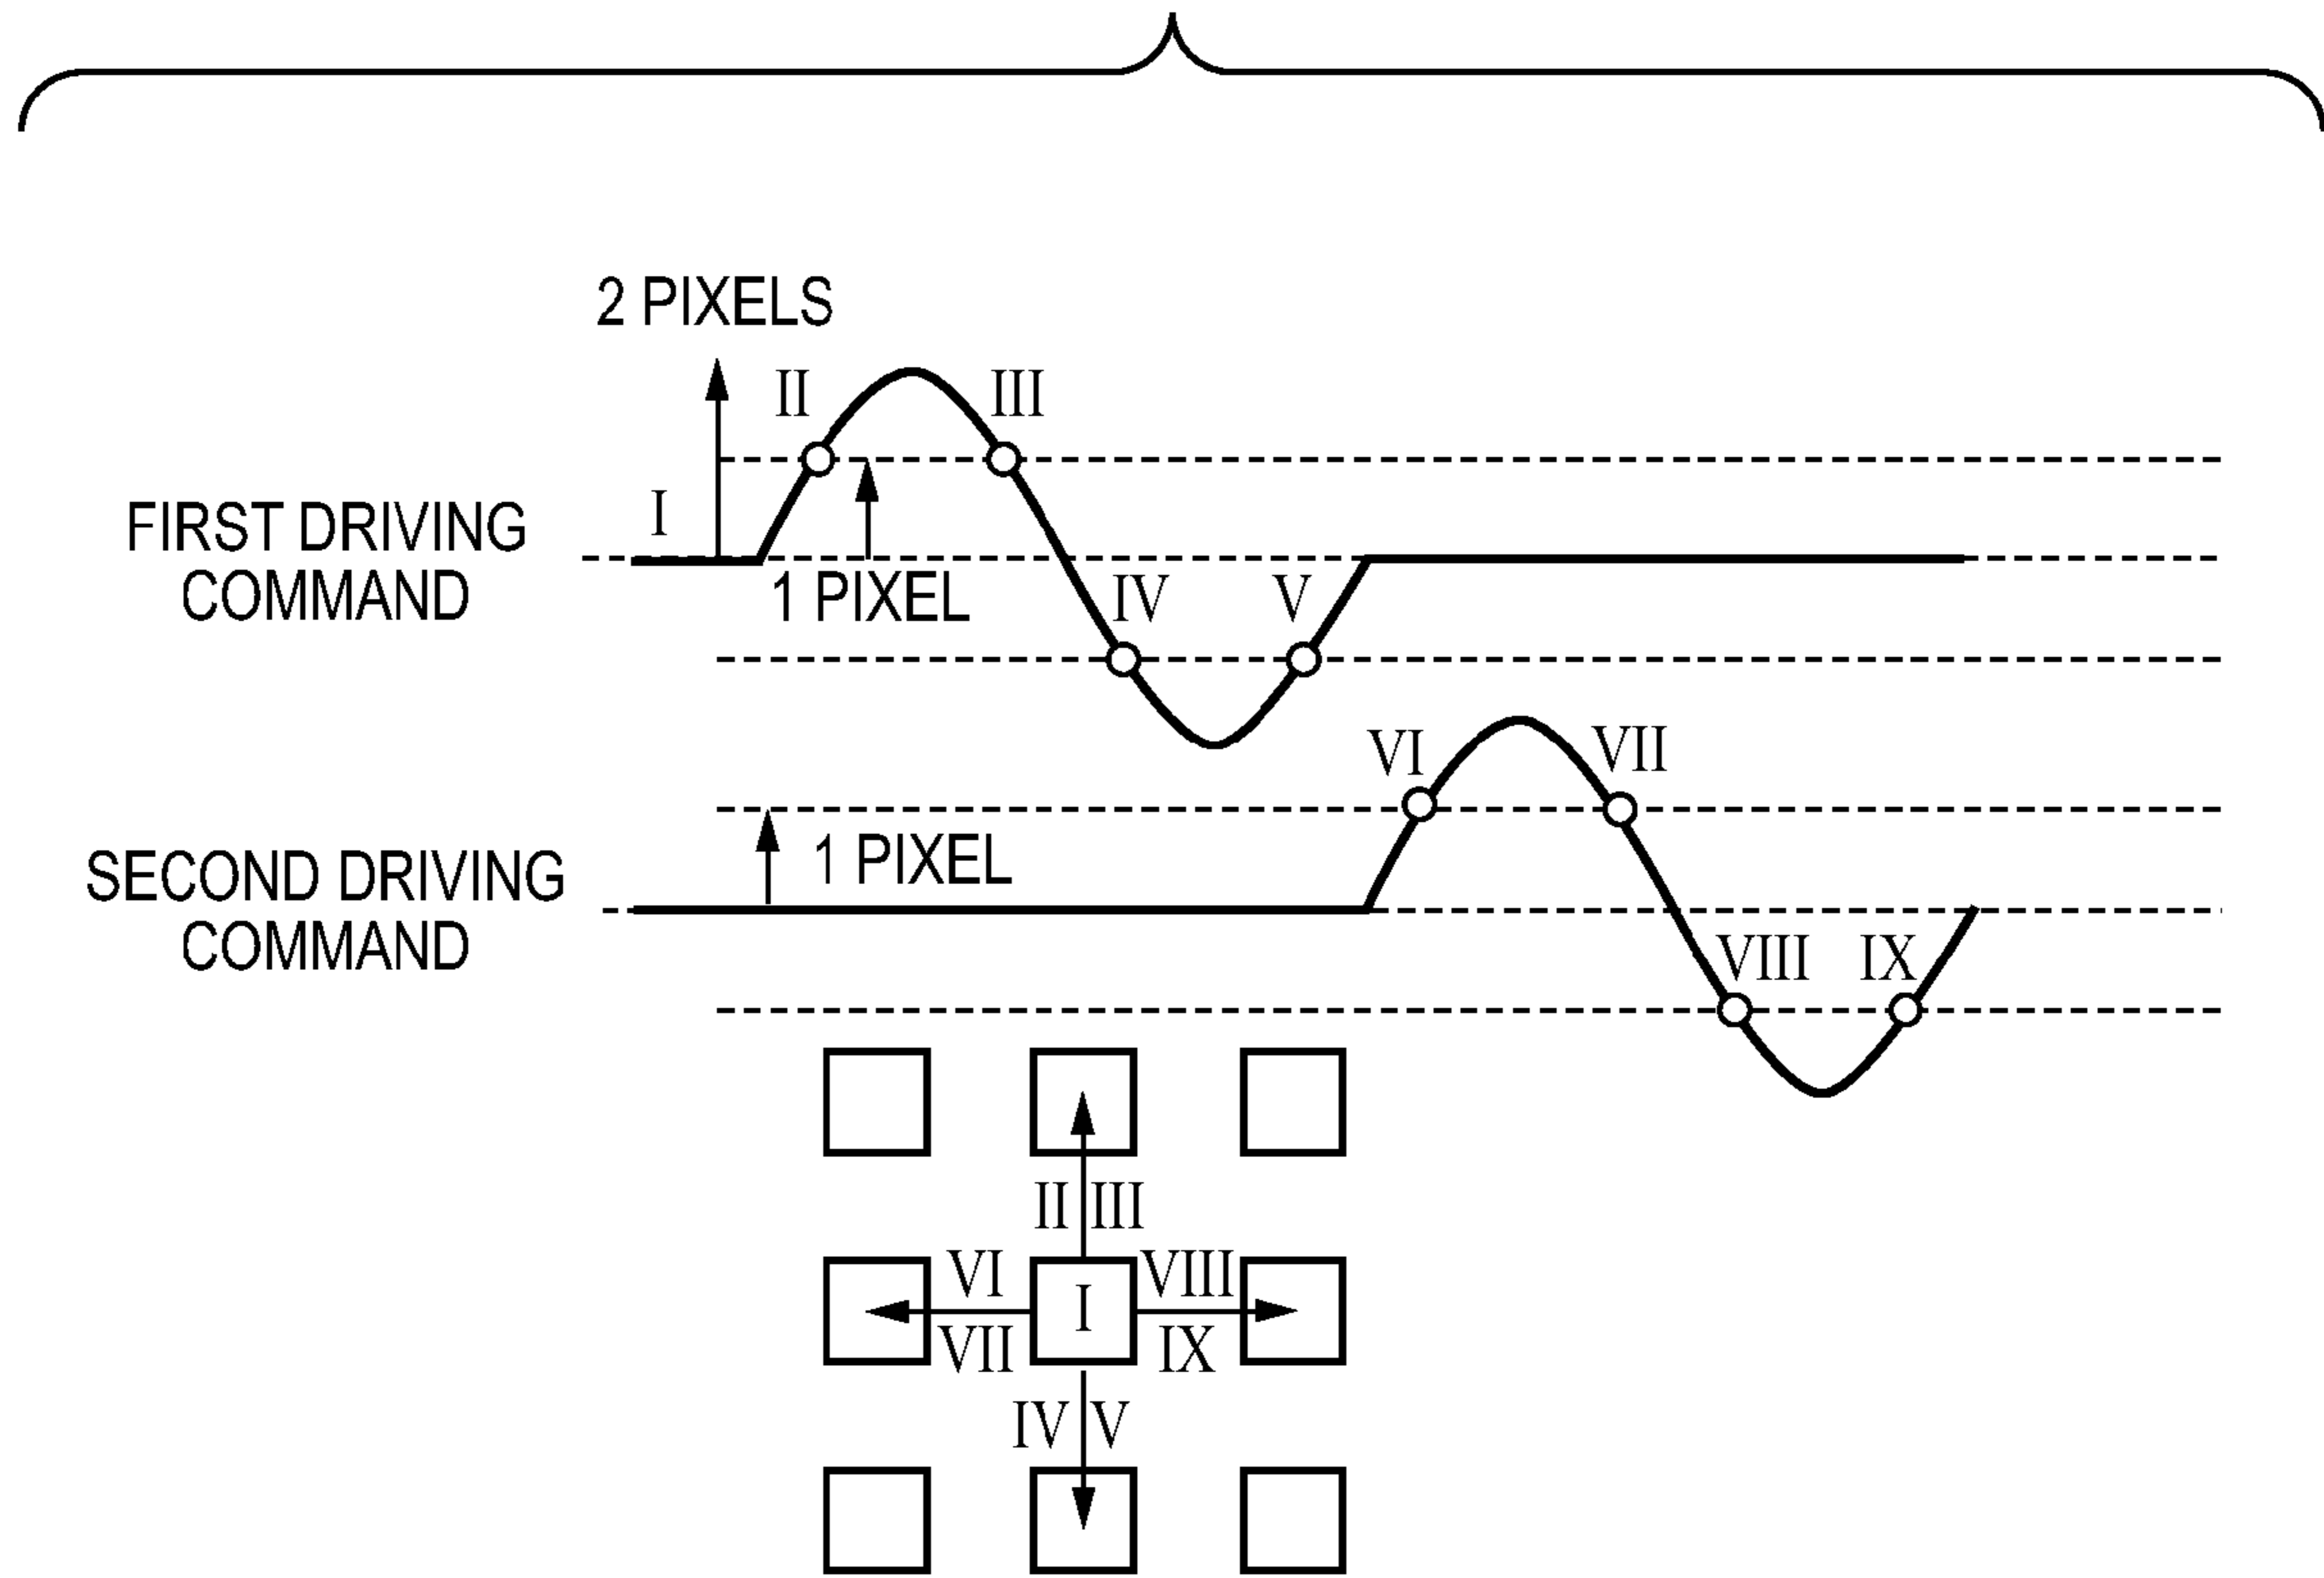 2 PIXELS
II
III
I
FIRST DRIVING
COMMAND
1 PIXEL
IV
V
VI
VII
SECOND DRIVING
COMMAND
1 PIXEL
VIII
IX
II
III
VI
VIII
I
VII
IX
IV
V